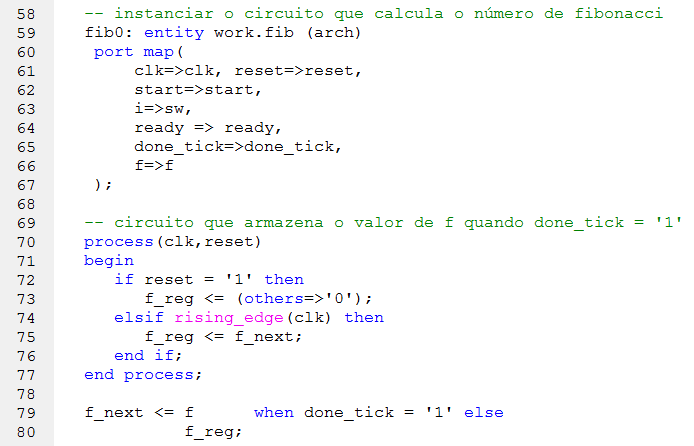 58 -- instanciar o circuito que calcula o número de fibonacci
59 fib0: entity work.fib (arch)
60 port map(
61 clk=>clk, reset=>reset,
62 start=>start,
63 i=>sw,
64 ready => ready,
65 done_tick=>done_tick,
66 f=>f
67 );
68
69 -- circuito que armazena o valor de f quando done_tick = '1'
70 process(clk,reset)
71 begin
72 if reset = '1' then
73 f_reg <= (others=>'0');
74 elsif rising_edge(clk) then
75 f_reg <= f_next;
76 end if;
77 end process;
78
79 f_next <= f when done_tick = '1' else
80 f_reg;